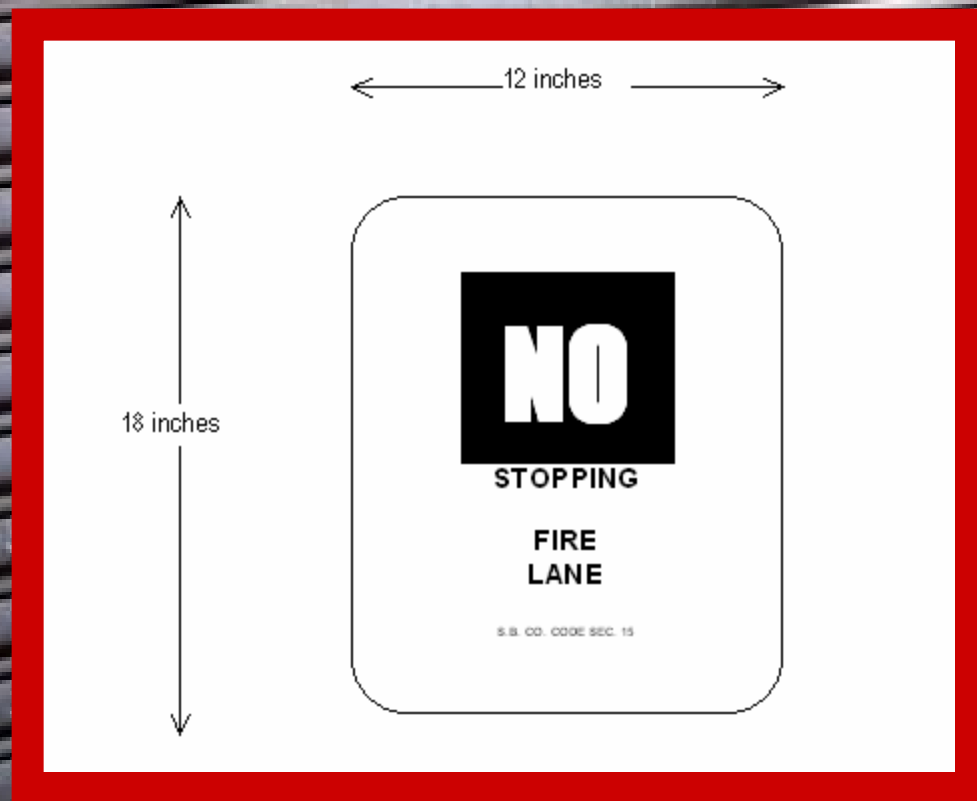 12 inches
18 inches
NO
STOPPING
FIRE
LANE
S.B. CO. CODE SEC. 15